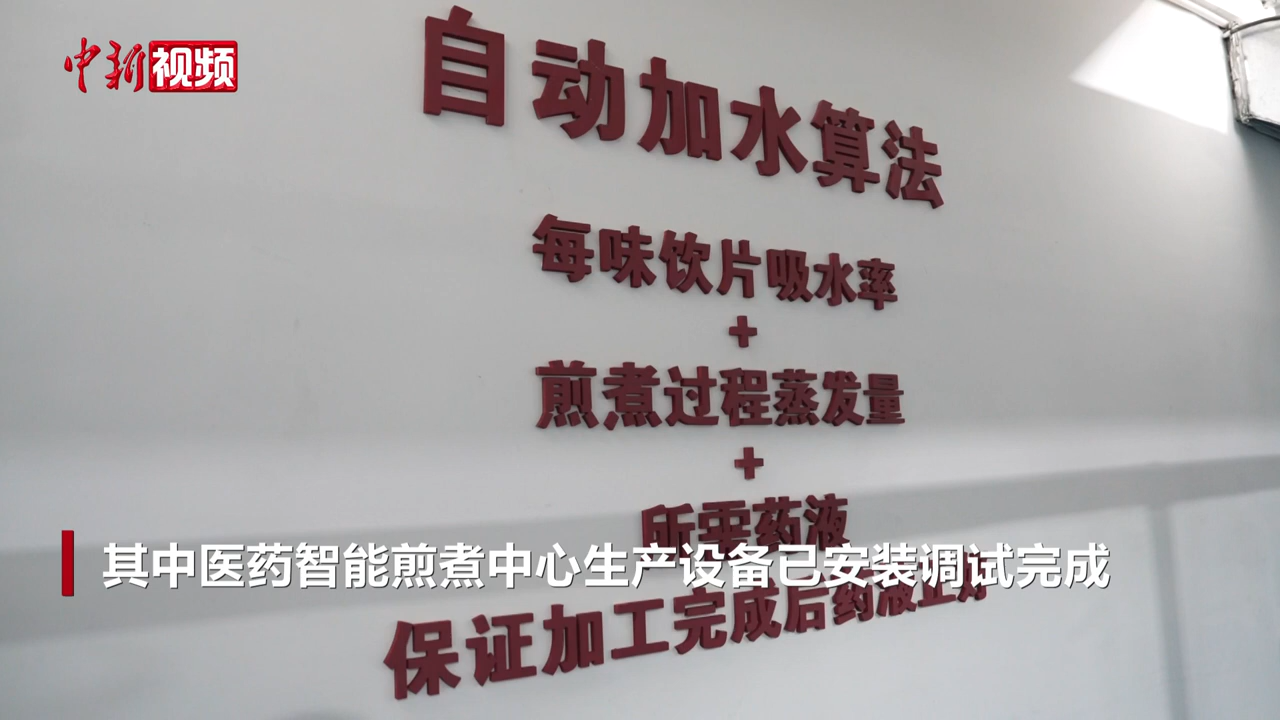 中新视频
自动加水算法
每味饮片吸水率
+
煎煮过程蒸发量
+
所需药液
其中医药智能煎煮中心生产设备已安装调试完成
保证加工完成后药液正好